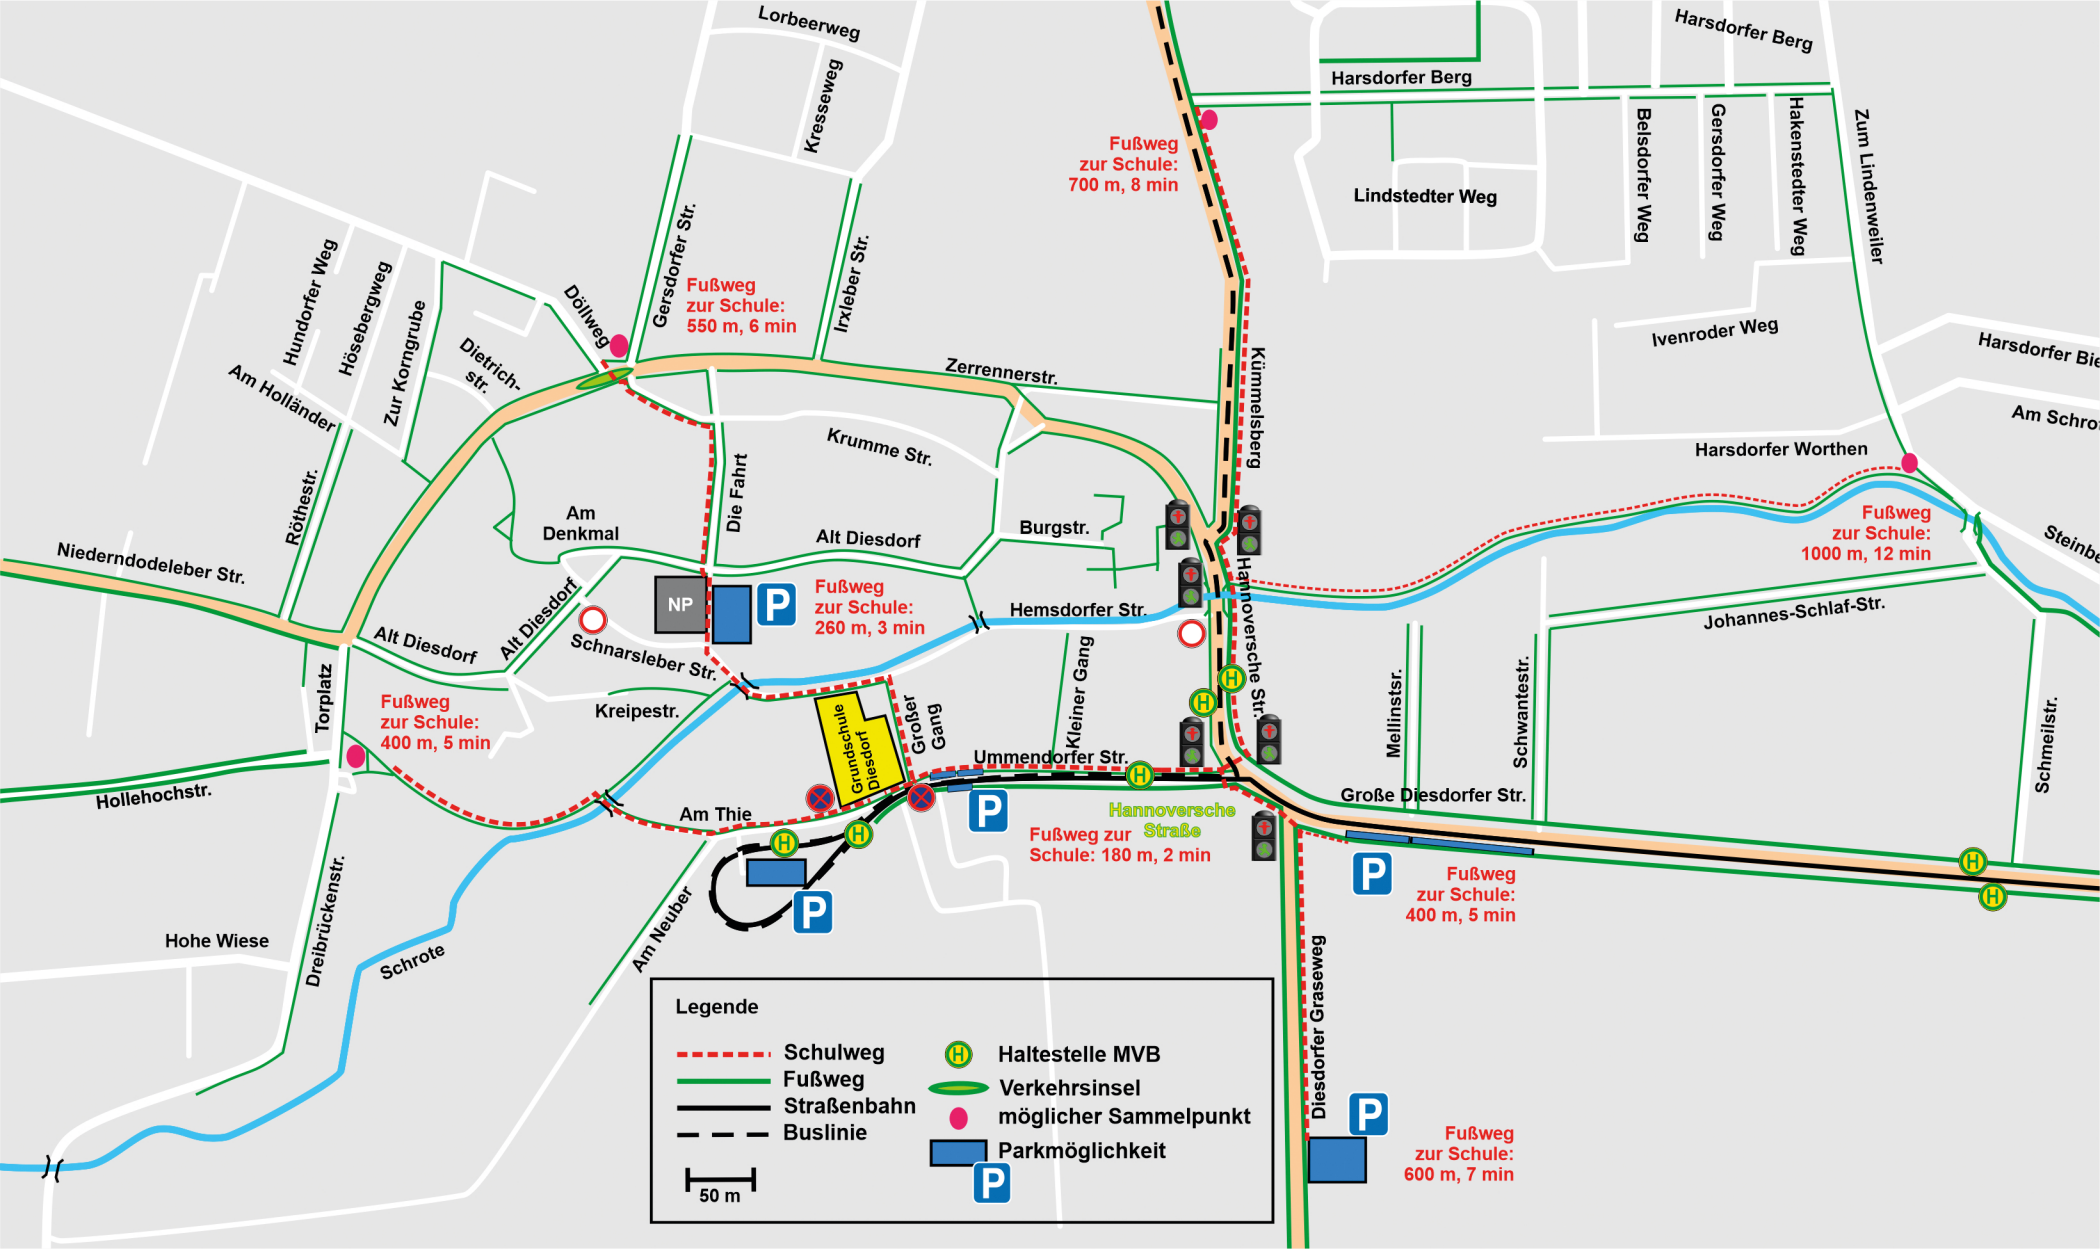 Lorbeerweg
Kresseweg
Harsdorfer Berg
Harsdorfer Berg
Fußweg
zur Schule:
700 m, 8 min
Lindstedter Weg
Belsdorfer Weg
Gersdorfer Weg
Hakenstedter Weg
Zum Lindenweiler
Hundorfer Weg
Hösebergweg
Zur Korngrube
Am Holländer
Dietrich-
str.
Döllweg
Gersdorfer Str.
Fußweg
zur Schule:
550 m, 6 min
Irxleber Str.
Zerrennerstr.
Kümmelsberg
Ivenroder Weg
Harsdorfer Bie
Am Schro
Harsdorfer Worthen
Krumme Str.
Die Fahrt
Röthestr.
Am
Denkmal
Alt Diesdorf
Burgstr.
Fußweg
zur Schule:
1000 m, 12 min
Steinbe
Niederndodeleber Str.
Alt Diesdorf
Alt Diesdorf
NP
P
Fußweg
zur Schule:
260 m, 3 min
Hemsdorfer Str.
Hannoversche Str.
Johannes-Schlaf-Str.
Schnarsleber Str.
Kreipestr.
Torplatz
Fußweg
zur Schule:
400 m, 5 min
Grundschule
Diesdorf
Großer
Gang
Kleiner Gang
H
H
Mellinstsr.
Schwantestr.
Schmeilstr.
Ummendorfer Str.
H
Hollehochstr.
Am Thie
H
H
P
Hannoversche
Straße
Fußweg zur
Schule: 180 m, 2 min
Große Diesdorfer Str.
P
Fußweg
zur Schule:
400 m, 5 min
H
H
P
Am Neuber
Hohe Wiese
Dreibrückenstr.
Schrote
Diesdorfer Graseweg
P
Fußweg
zur Schule:
600 m, 7 min
Legende
Schulweg
Fußweg
Straßenbahn
Buslinie
50 m
H
Haltestelle MVB
Verkehrsinsel
möglicher Sammelpunkt
Parkmöglichkeit
P